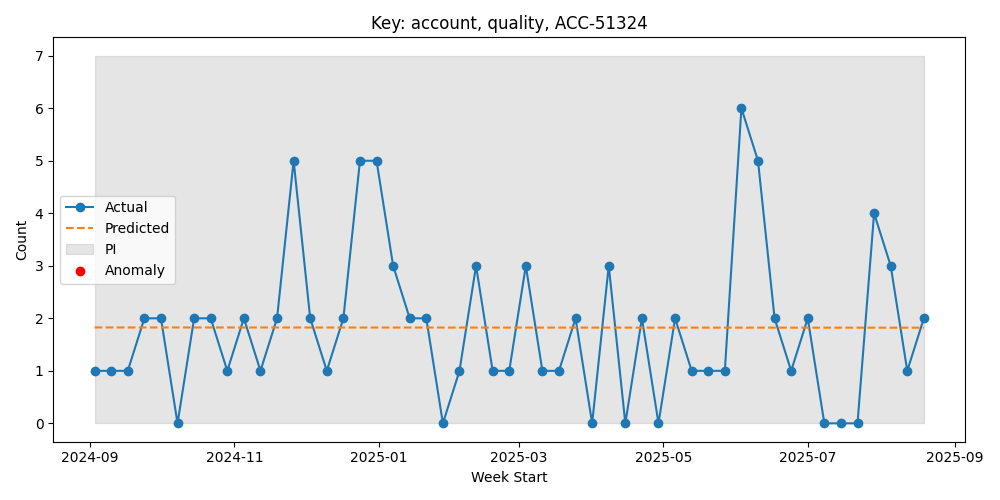 Key: account, quality, ACC-51324
Count
7
6
5
4
3
2
1
0
Actual
Predicted
PI
Anomaly
2024-09
2024-11
2025-01
2025-03
2025-05
2025-07
2025-09
Week Start